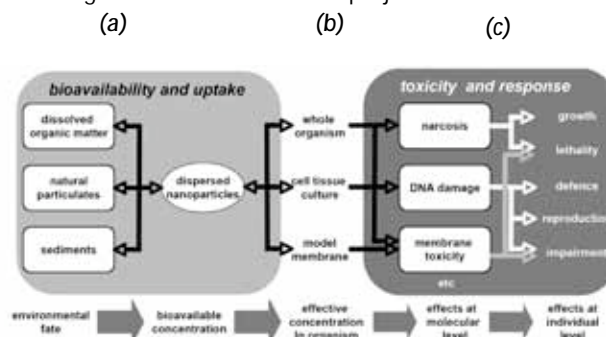 (a) (b) (c)
bioavailability and uptake
toxicity and response
dissolved
organic matter
natural
particulates
sediments
dispersed
nanoparticles
whole
organism
cell tissue
culture
model
membrane
narcosis
DNA damage
membrane
toxicity
etc
growth
lethality
defence
reproduction
impairment
environmental
fate
bioavailable
concentration
effective
concentration
in organism
effects at
molecular
level
effects at
individual
level